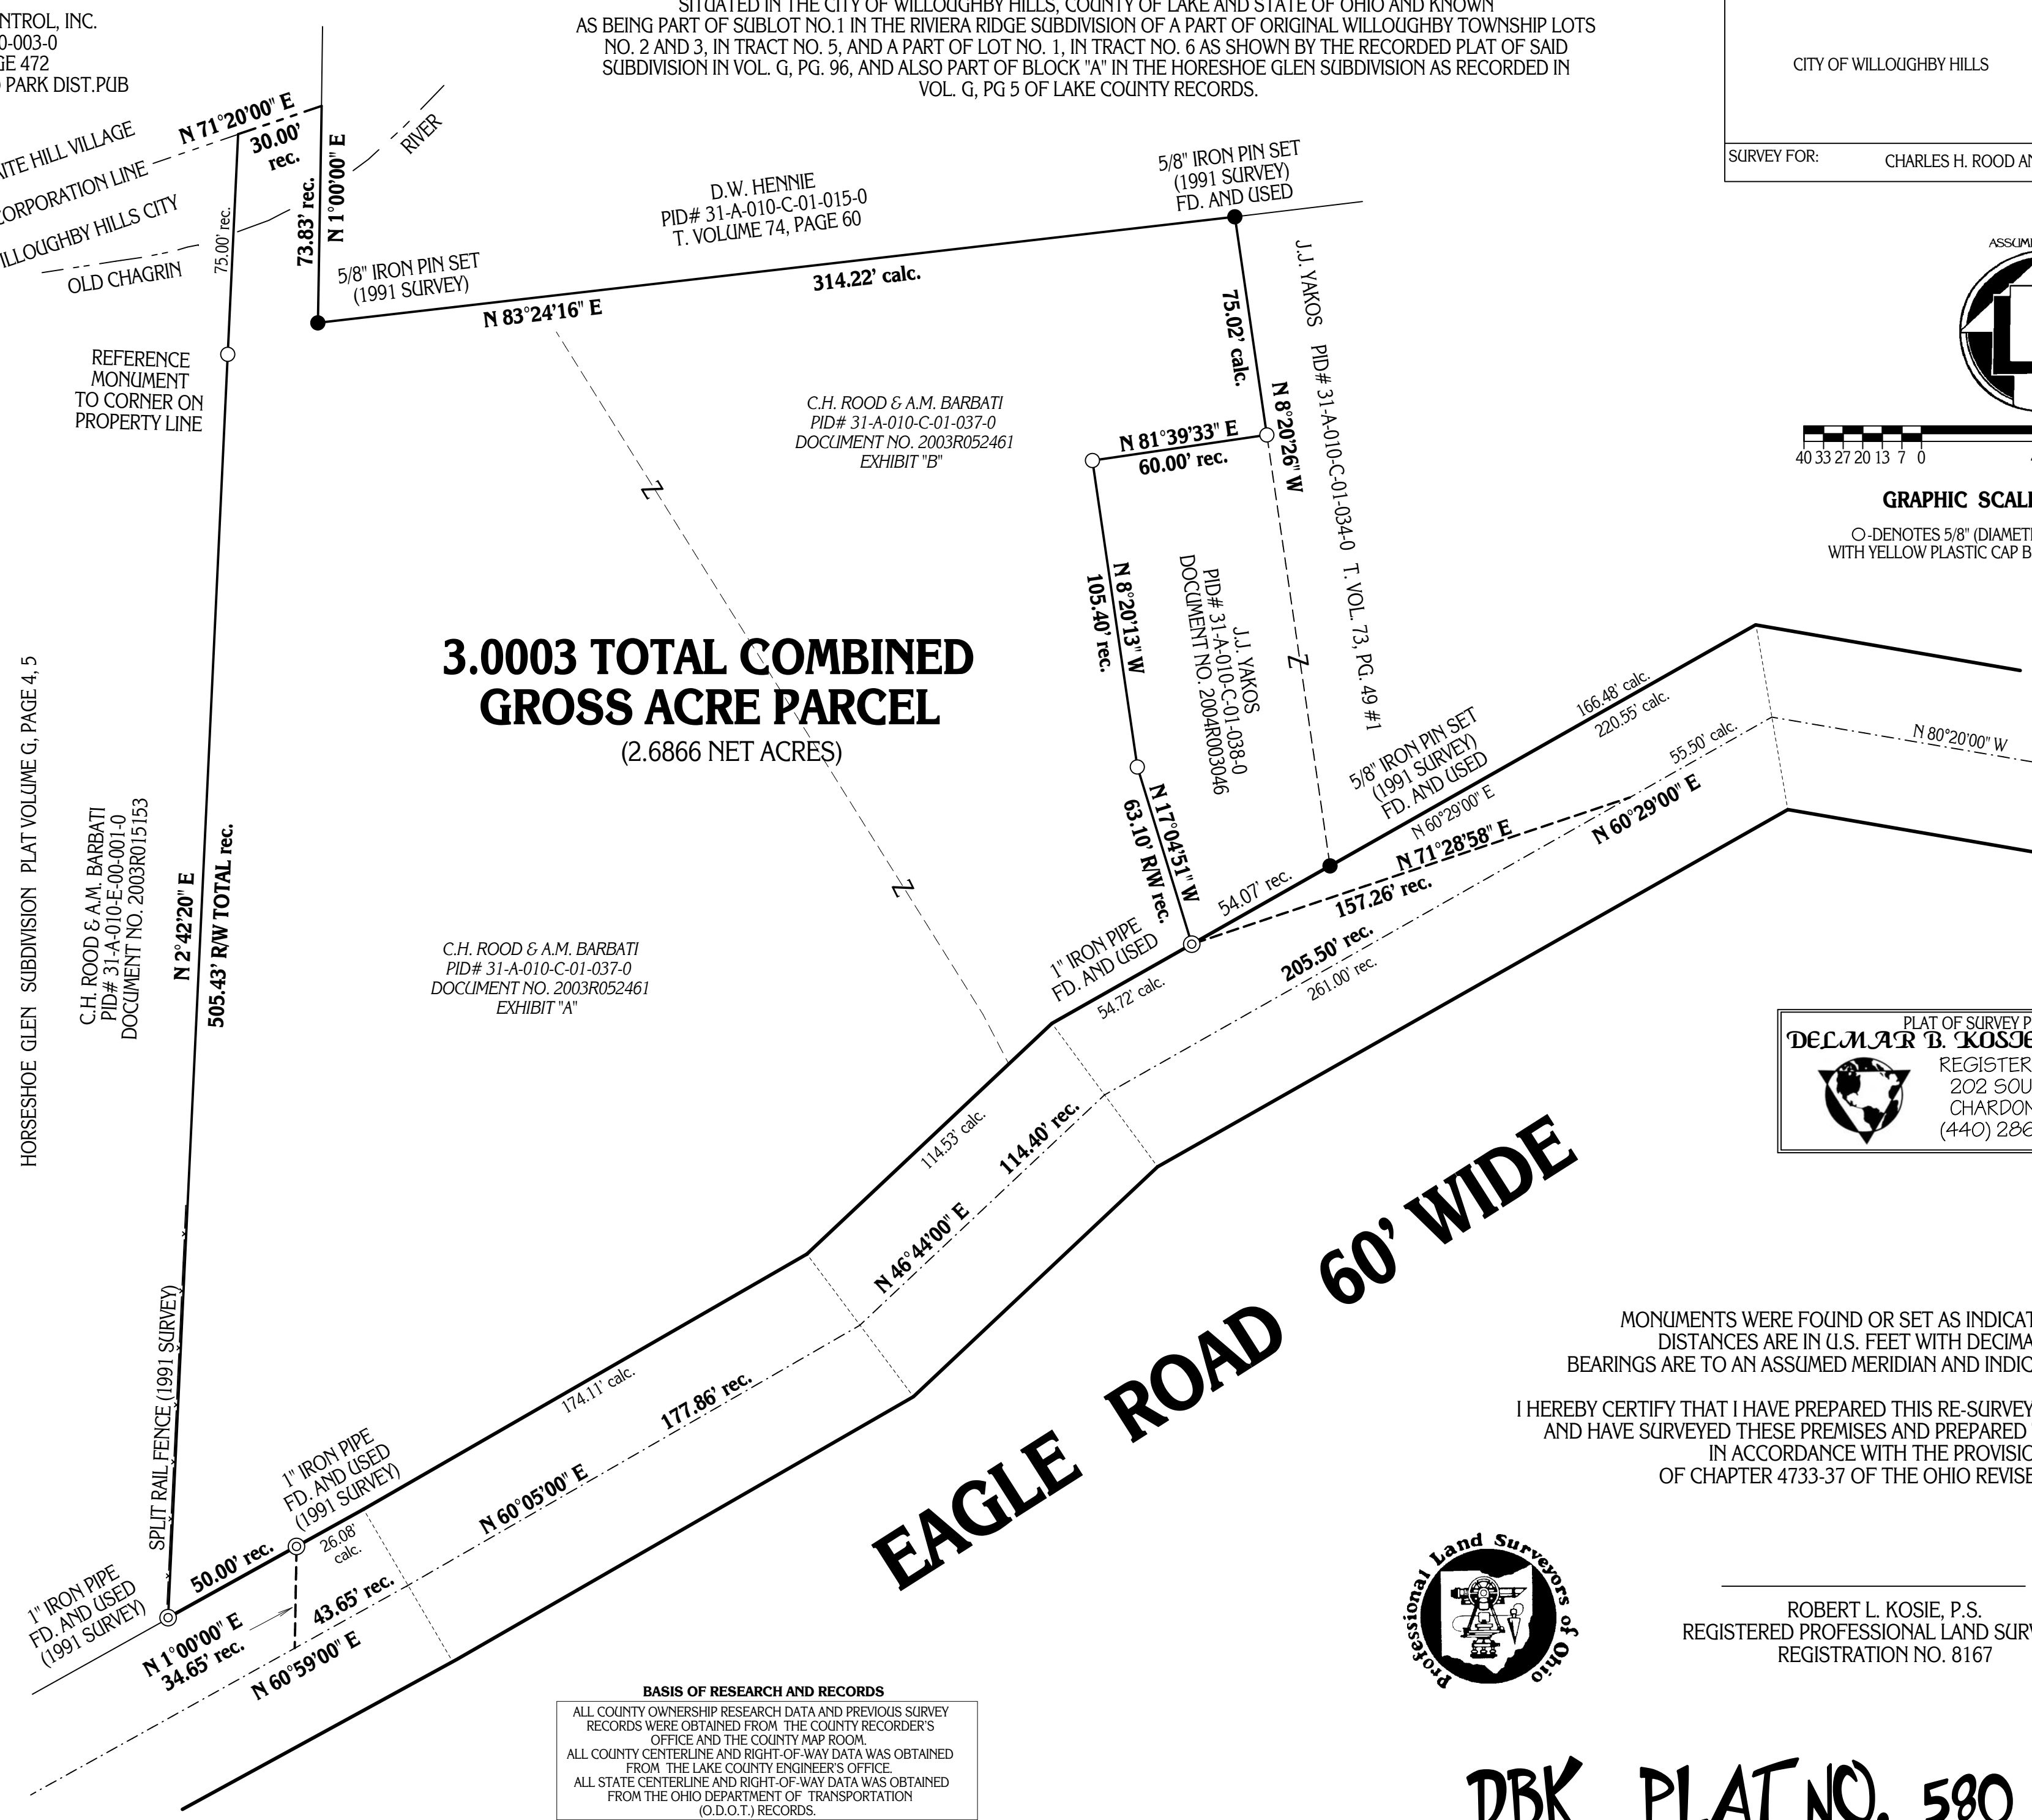 SITUATED IN THE CITY OF WILLOUGHBY HILLS, COUNTY OF LAKE AND STATE OF OHIO AND KNOWN
AS BEING PART OF SUBLOT NO.1 IN THE RIVIERA RIDGE SUBDIVISION OF A PART OF ORIGINAL WILLOUGHBY TOWNSHIP LOTS
NO. 2 AND 3, IN TRACT NO. 5, AND A PART OF LOT NO. 1, IN TRACT NO. 6 AS SHOWN BY THE RECORDED PLAT OF SAID
SUBDIVISION IN VOL. G, PG. 96, AND ALSO PART OF BLOCK "A" IN THE HORESHOE GLEN SUBDIVISION AS RECORDED IN
VOL. G, PG 5 OF LAKE COUNTY RECORDS.
NTROL, INC.
0-003-0
GE 472
PARK DIST.PUB
CITY OF WILLOUGHBY HILLS
SURVEY FOR:
CHARLES H. ROOD AN
N 71°20'00" E
30.00'
rec.
ITE HILL VILLAGE
CORPORATION LINE
ILLOUGHBY HILLS CITY
OLD CHAGRIN
RIVER
75.00' rec.
73.83' rec.
N 1°00'00" E
5/8" IRON PIN SET
(1991 SURVEY)
D.W. HENNIE
PID# 31-A-010-C-01-015-0
T. VOLUME 74, PAGE 60
314.22' calc.
N 83°24'16" E
5/8" IRON PIN SET
(1991 SURVEY)
FD. AND USED
J.J. YAKOS PID# 31-A-010-C-01-034-0 T. VOL. 73, PG. 49 #1
75.02' calc.
N 8°20'26" W
ASSUM
40 33 27 20 13 7 0
GRAPHIC SCAL
O-DENOTES 5/8" (DIAMET
WITH YELLOW PLASTIC CAP B
REFERENCE
MONUMENT
TO CORNER ON
PROPERTY LINE
C.H. ROOD & A.M. BARBATI
PID# 31-A-010-C-01-037-0
DOCUMENT NO. 2003R052461
EXHIBIT "B"
N 81°39'33" E
60.00' rec.
N 8°20'13" W
105.40' rec.
J.J. YAKOS
PID# 31-A-010-C-01-038-0
DOCUMENT NO. 2004R003046
Z
Z
Z
3.0003 TOTAL COMBINED
GROSS ACRE PARCEL
(2.6866 NET ACRES)
N 17°04'51" W
63.10' R/W rec.
5/8" IRON PIN SET
(1991 SURVEY)
FD. AND USED
166.48' calc.
220.55' calc.
N 60°29'00" E
55.50' calc.
N 80°20'00" W
N 71°28'58" E
157.26' rec.
N 60°29'00" E
54.07' rec.
205.50' rec.
261.00' rec.
1" IRON PIPE
FD. AND USED
54.72' calc.
HORSESHOE GLEN SUBDIVISION PLAT VOLUME G, PAGE 4, 5
C.H. ROOD & A.M. BARBATI
PID# 31-A-010-E-00-001-0
DOCUMENT NO. 2003R015153
N 2°42'20" E
505.43' R/W TOTAL rec.
C.H. ROOD & A.M. BARBATI
PID# 31-A-010-C-01-037-0
DOCUMENT NO. 2003R052461
EXHIBIT "A"
PLAT OF SURVEY P
DELMAR B. KOSIE
REGISTER
202 SOU
CHARDON
(440) 286
114.53' calc.
114.40' rec.
N 46°44'00" E
EAGLE ROAD 60' WIDE
SPLIT RAIL FENCE (1991 SURVEY)
174.11' calc.
177.86' rec.
N 60°05'00" E
1" IRON PIPE
FD. AND USED
(1991 SURVEY)
26.08'
calc.
50.00' rec.
43.65' rec.
1" IRON PIPE
FD. AND USED
(1991 SURVEY)
N 1°00'00" E
34.65' rec.
N 60°59'00" E
MONUMENTS WERE FOUND OR SET AS INDICAT
DISTANCES ARE IN U.S. FEET WITH DECIMA
BEARINGS ARE TO AN ASSUMED MERIDIAN AND INDIC
I HEREBY CERTIFY THAT I HAVE PREPARED THIS RE-SURVEY
AND HAVE SURVEYED THESE PREMISES AND PREPARED
IN ACCORDANCE WITH THE PROVISIO
OF CHAPTER 4733-37 OF THE OHIO REVISE
Professional Land Surveyors of Ohio
ROBERT L. KOSIE, P.S.
REGISTERED PROFESSIONAL LAND SURV
REGISTRATION NO. 8167
BASIS OF RESEARCH AND RECORDS
ALL COUNTY OWNERSHIP RESEARCH DATA AND PREVIOUS SURVEY
RECORDS WERE OBTAINED FROM THE COUNTY RECORDER'S
OFFICE AND THE COUNTY MAP ROOM.
ALL COUNTY CENTERLINE AND RIGHT-OF-WAY DATA WAS OBTAINED
FROM THE LAKE COUNTY ENGINEER'S OFFICE.
ALL STATE CENTERLINE AND RIGHT-OF-WAY DATA WAS OBTAINED
FROM THE OHIO DEPARTMENT OF TRANSPORTATION
(O.D.O.T.) RECORDS.
DBK PLAT NO. 580